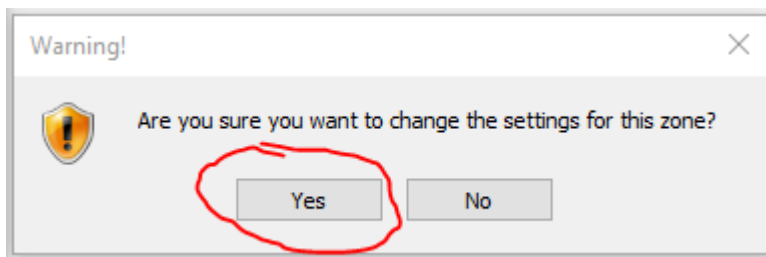 Warning!
Are you sure you want to change the settings for this zone?
Yes No